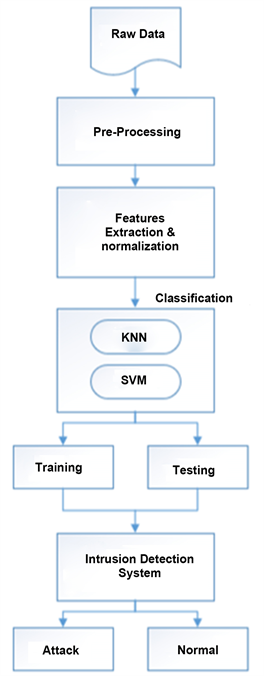 Raw Data
Pre-Processing
Features
Extraction &
normalization
Classification
KNN
SVM
Training
Testing
Intrusion Detection
System
Attack
Normal